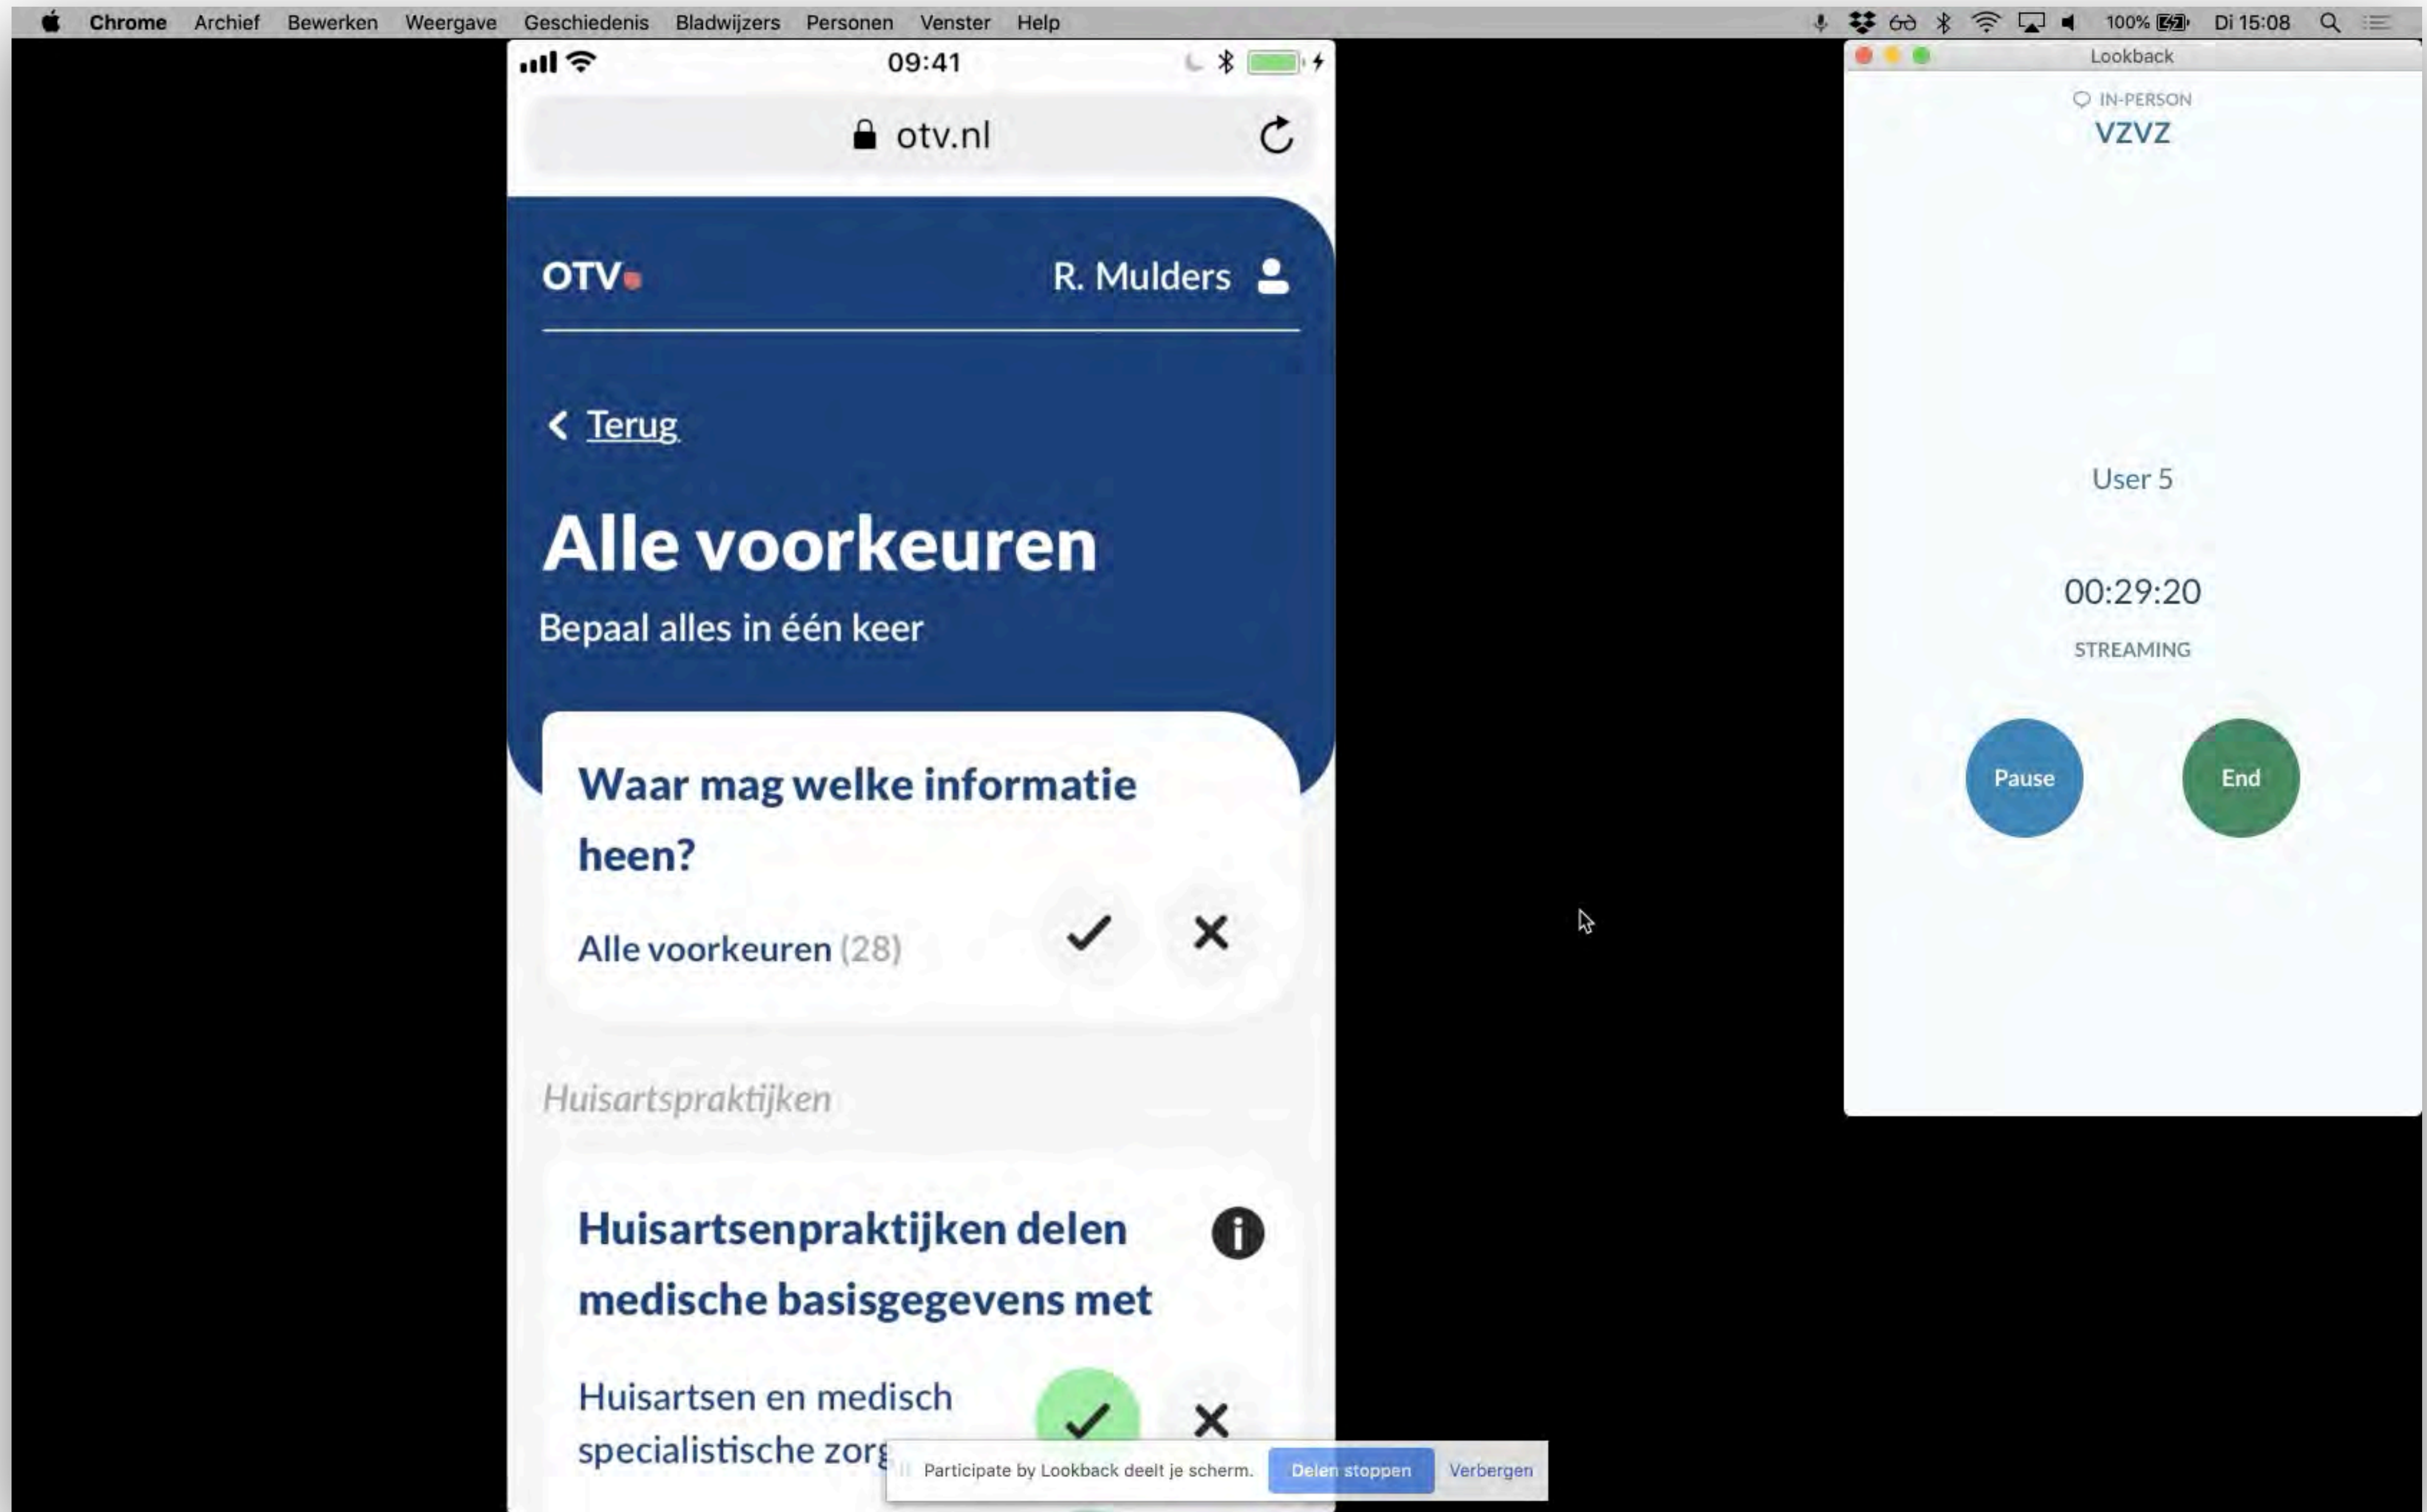 Chrome Archief Bewerken Weergave Geschiedenis Bladwijzers Personen Venster Help 100% Di 15:08
09:41
otv.nl
OTV R. Mulders
Terug
Alle voorkeuren
Bepaal alles in één keer
Waar mag welke informatie
heen?
Alle voorkeuren (28)
Huisartspraktijken
Huisartsenpraktijken delen
medische basisgegevens met
Huisartsen en medisch
specialistische zorg
Participate by Lookback deelt je scherm. Delen stoppen Verbergen
Lookback
IN-PERSON
VZVZ
User 5
00:29:20
STREAMING
Pause End